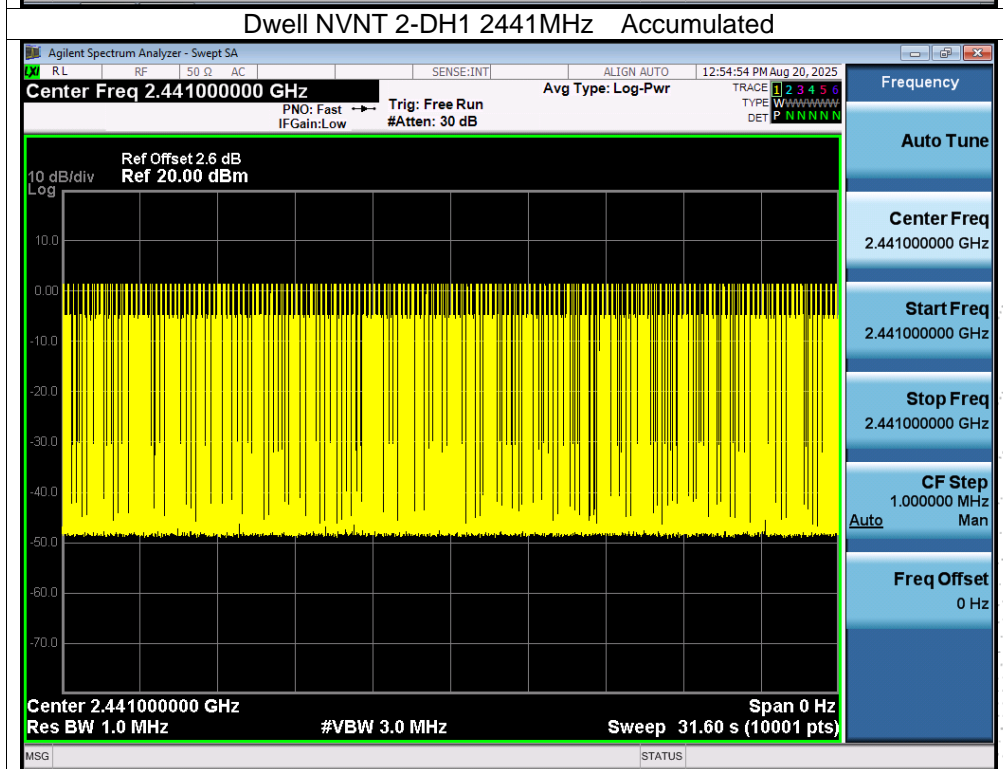 Dwell NVNT 2-DH1 2441MHz Accumulated
Agilent Spectrum Analyzer - Swept SA
LXI RL RF 50 Ω AC SENSE:INT ALIGN AUTO 12:54:54 PM Aug 20, 2025
Center Freq 2.441000000 GHz
PNO: Fast
IFGain:Low
Trig: Free Run
#Atten: 30 dB
Avg Type: Log-Pwr
TRACE 1 2 3 4 5 6
TYPE WWWWWW
DET P N N N N N
Frequency
Auto Tune
Center Freq
2.441000000 GHz
Start Freq
2.441000000 GHz
Stop Freq
2.441000000 GHz
CF Step
1.000000 MHz
Auto Man
Freq Offset
0 Hz
Ref Offset 2.6 dB
10 dB/div Ref 20.00 dBm
Log
10.0
0.00
-10.0
-20.0
-30.0
-40.0
-50.0
-60.0
-70.0
Center 2.441000000 GHz Span 0 Hz
Res BW 1.0 MHz #VBW 3.0 MHz Sweep 31.60 s (10001 pts)
MSG STATUS